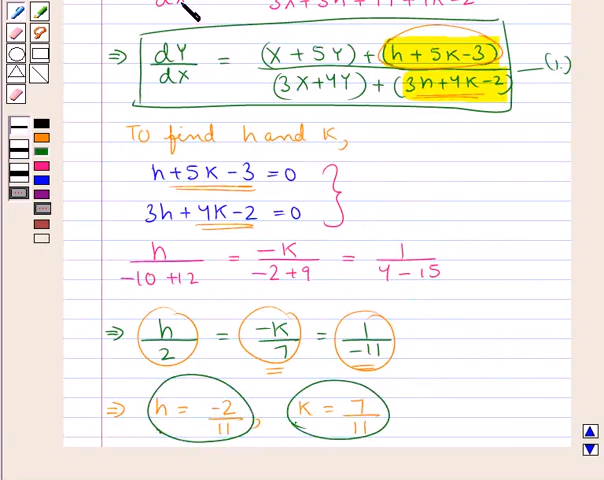 ⇒ dY/dX = (X + 5Y) + (h + 5K - 3) / (3X + 4Y) + (3h + 4K - 2) — (1.)
To find h and K,
h + 5K - 3 = 0
3h + 4K - 2 = 0 }
h/(-10 + 12) = -K/(-2 + 9) = 1/(4 - 15)
⇒ h/2 = -K/7 = 1/-11
⇒ h = -2/11, K = 7/11